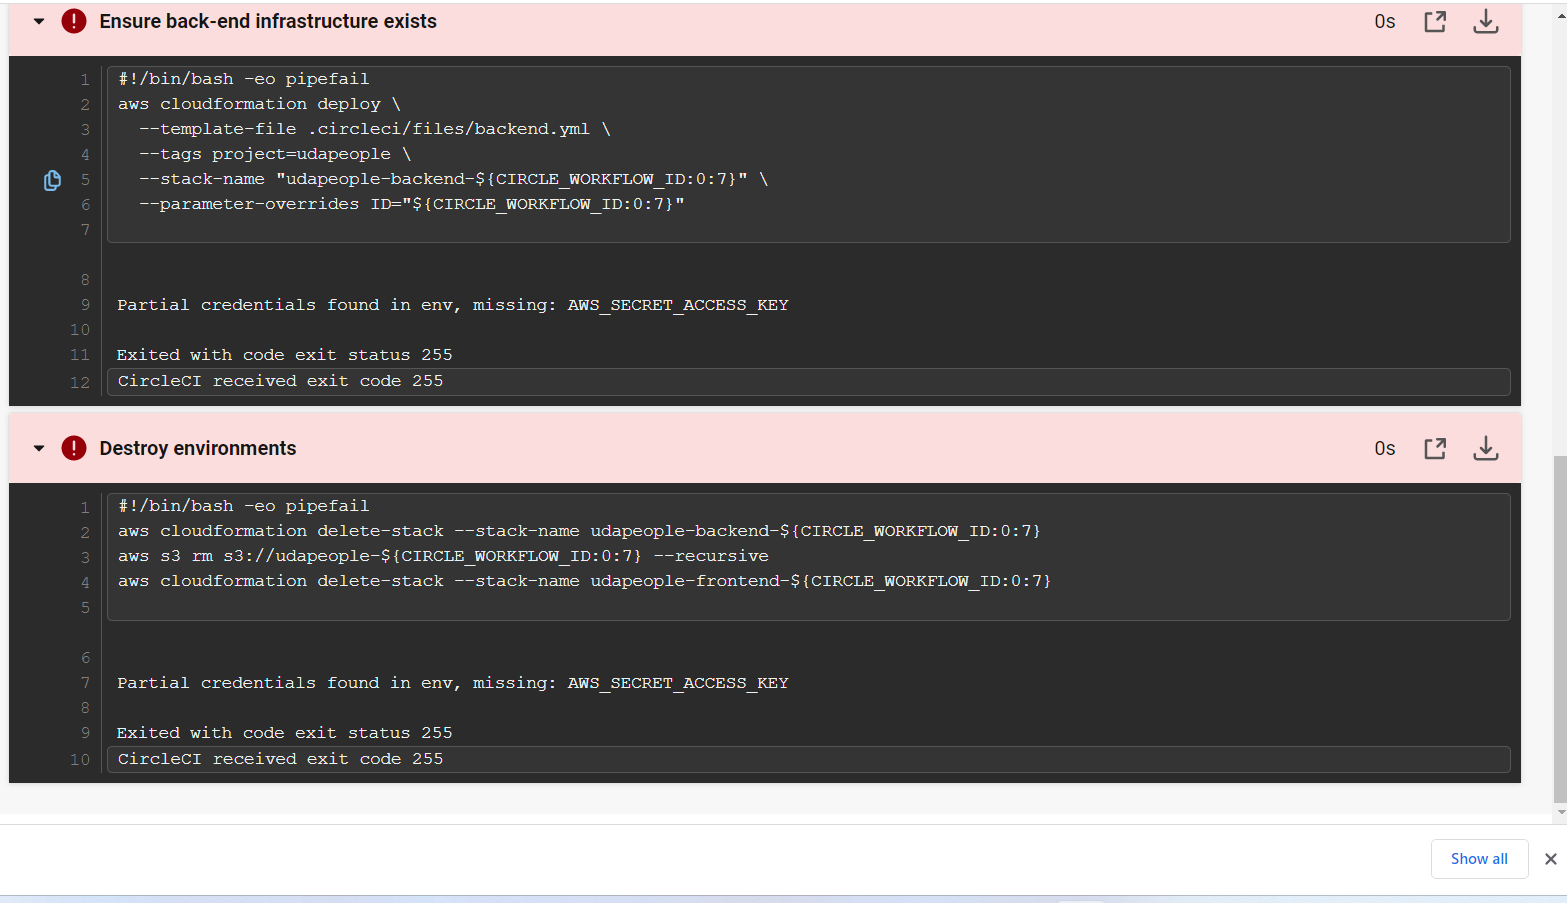 Ensure back-end infrastructure exists 0s
1 #!/bin/bash -eo pipefail
2 aws cloudformation deploy \
3 --template-file .circleci/files/backend.yml \
4 --tags project=udapeople \
5 --stack-name "udapeople-backend-${CIRCLE_WORKFLOW_ID:0:7}" \
6 --parameter-overrides ID="${CIRCLE_WORKFLOW_ID:0:7}"
7
8
9 Partial credentials found in env, missing: AWS_SECRET_ACCESS_KEY
10
11 Exited with code exit status 255
12 CircleCI received exit code 255
Destroy environments 0s
1 #!/bin/bash -eo pipefail
2 aws cloudformation delete-stack --stack-name udapeople-backend-${CIRCLE_WORKFLOW_ID:0:7}
3 aws s3 rm s3://udapeople-${CIRCLE_WORKFLOW_ID:0:7} --recursive
4 aws cloudformation delete-stack --stack-name udapeople-frontend-${CIRCLE_WORKFLOW_ID:0:7}
5
6
7 Partial credentials found in env, missing: AWS_SECRET_ACCESS_KEY
8
9 Exited with code exit status 255
10 CircleCI received exit code 255
Show all